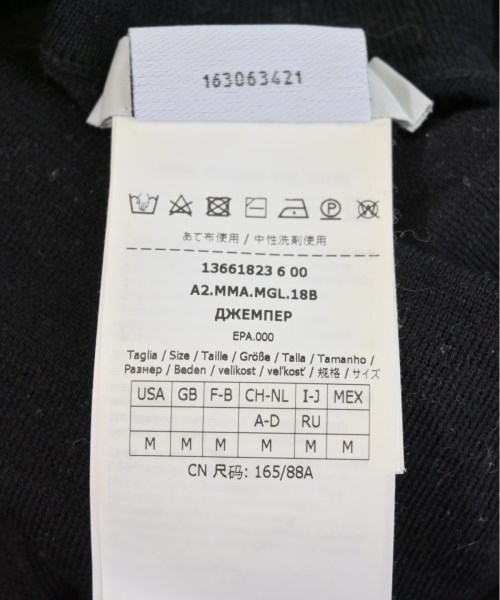 163063421
あて布使用 / 中性洗剤使用
13661823 6 00
A2.MMA.MGL.18B
ДЖЕМПЕР
EPA.000
Taglia / Size / Taille / Größe / Talla / Tamanho /
Размер / Beden / velikost / veľkosť / 规格 / サイズ
USA GB F-B CH-NL I-J MEX
A-D RU
M M M M M M
CN 尺码: 165/88A